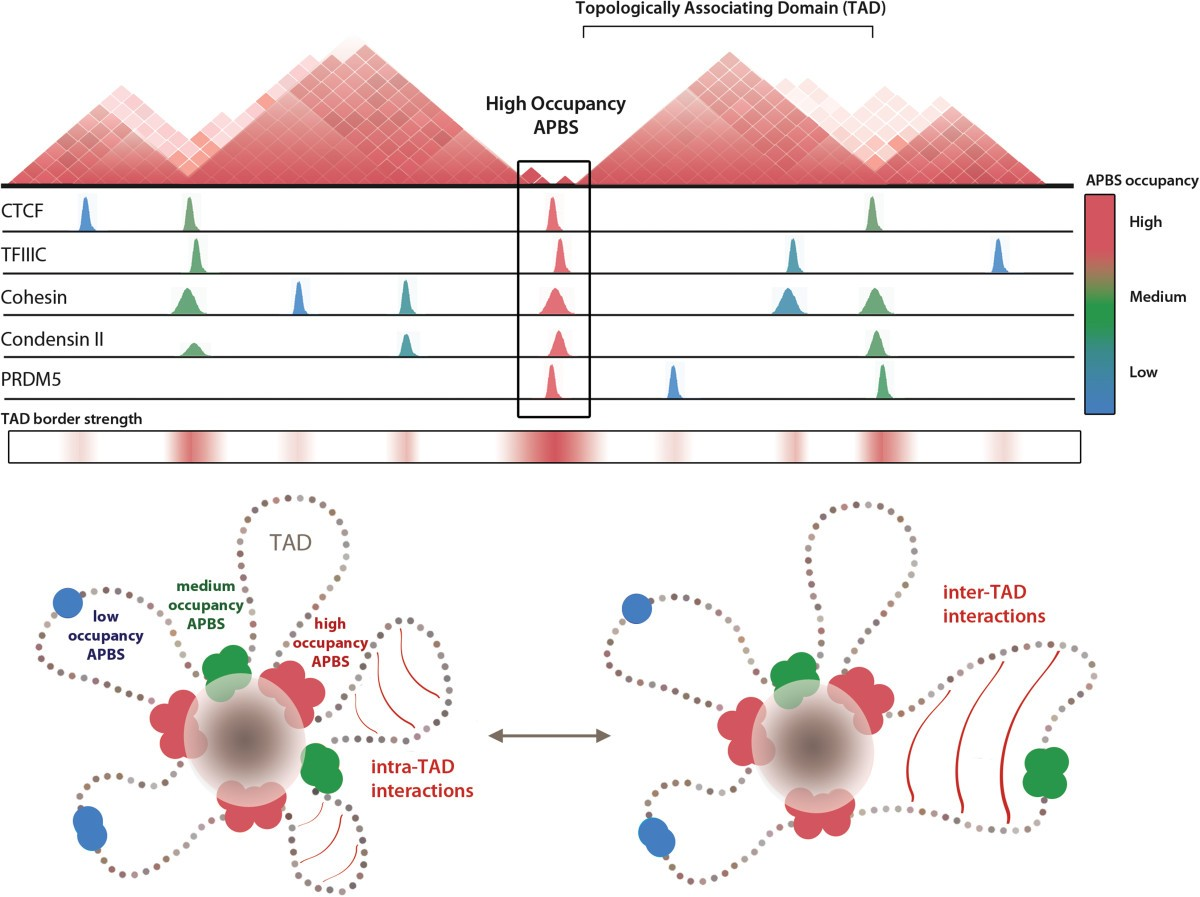 Topologically Associating Domain (TAD)
High Occupancy
APBS
APBS occupancy
CTCF
High
TFIIIC
Cohesin
Medium
Condensin II
Low
PRDM5
TAD border strength
TAD
medium
occupancy
APBS
low
occupancy
APBS
high
occupancy
APBS
intra-TAD
interactions
inter-TAD
interactions